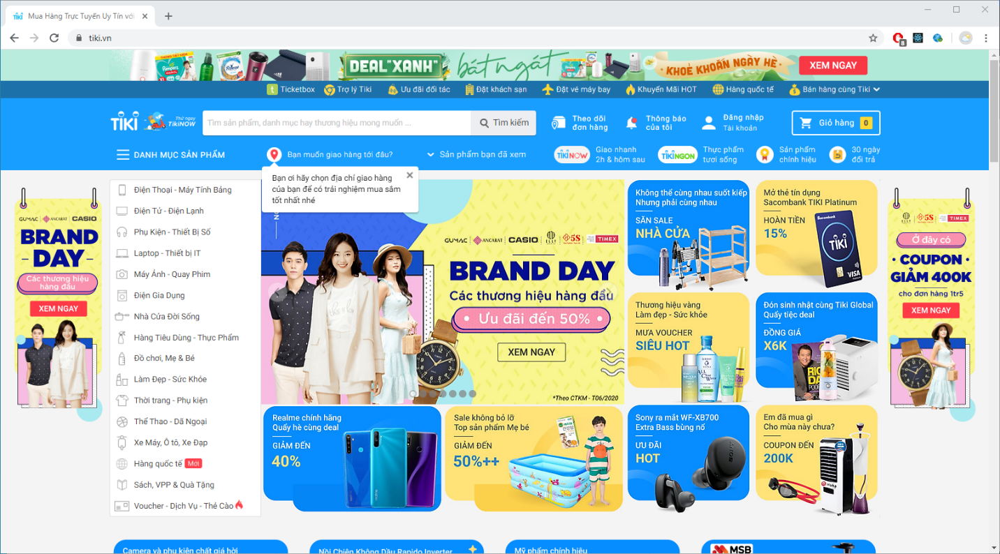 Mua Hàng Trực Tuyến Uy Tín với
tiki.vn
8
DEAL "XANH" bát ngát
KHOẺ KHOẮN NGÀY HÈ
XEM NGAY
Ticketbox
Trợ lý Tiki
Ưu đãi đối tác
Đặt khách sạn
Đặt vé máy bay
Khuyến Mãi HOT
Hàng quốc tế
Bán hàng cùng Tiki
TIKI
Thử ngay
TikiNOW
Tìm sản phẩm, danh mục hay thương hiệu mong muốn ...
Tìm kiếm
Theo dõi
đơn hàng
Thông báo
của tôi
Đăng nhập
Tài khoản
Giỏ hàng 0
DANH MỤC SẢN PHẨM
Bạn muốn giao hàng tới đâu?
Sản phẩm bạn đã xem
TIKINOW
Giao nhanh
2h & hôm sau
TIKINGON
Thực phẩm
tươi sống
Sản phẩm
chính hiệu
30 ngày
đổi trả
Bạn ơi hãy chọn địa chỉ giao hàng
của bạn để có trải nghiệm mua sắm
tốt nhất nhé
GUMAC ANCARAT CASIO
BRAND
DAY
Các thương hiệu
hàng đầu
XEM NGAY
Điện Thoại - Máy Tính Bảng
Điện Tử - Điện Lạnh
Phụ Kiện - Thiết Bị Số
Laptop - Thiết bị IT
Máy Ảnh - Quay Phim
Điện Gia Dụng
Nhà Cửa Đời Sống
Hàng Tiêu Dùng - Thực Phẩm
Đồ chơi, Mẹ & Bé
Làm Đẹp - Sức Khỏe
Thời trang - Phụ kiện
Thể Thao - Dã Ngoại
Xe Máy, Ô tô, Xe Đạp
Hàng quốc tế Mới
Sách, VPP & Quà Tặng
Voucher - Dịch Vụ - Thẻ Cào
GUMAC ANCARAT CASIO ELLY 5S TIMEX
BRAND DAY
Các thương hiệu hàng đầu
Ưu đãi đến 50%
XEM NGAY
*Theo CTKM - T06/2020
Không thể cùng nhau suốt kiếp
Nhưng phải cùng nhau
SĂN SALE
NHÀ CỬA
Mở thẻ tín dụng
Sacombank TIKI Platinum
HOÀN TIỀN
15%
Sacombank
TIKI
VISA
Thương hiệu vàng
Làm đẹp - Sức khỏe
MƯA VOUCHER
SIÊU HOT
Đón sinh nhật cùng Tiki Global
Quẩy tiệc deal
ĐỒNG GIÁ
X6K
Realme chính hãng
Quẩy hè cùng deal
GIẢM ĐẾN
40%
Sale không bỏ lỡ
Top sản phẩm Mẹ bé
GIẢM ĐẾN
50%++
Sony ra mắt WF-XB700
Extra Bass bùng nổ
ƯU ĐÃI
HOT
SONY
Em đã mua gì
Cho mùa này chưa?
COUPON ĐẾN
200K
ELLY 5S TIMEX
Ở đây có
COUPON
GIẢM 400K
cho đơn hàng 1tr5
XEM NGAY
Camera và phụ kiện chất giá hời
Nồi Chiên Không Dầu Rapido Inverter
Mỹ phẩm chính hiệu
MSB